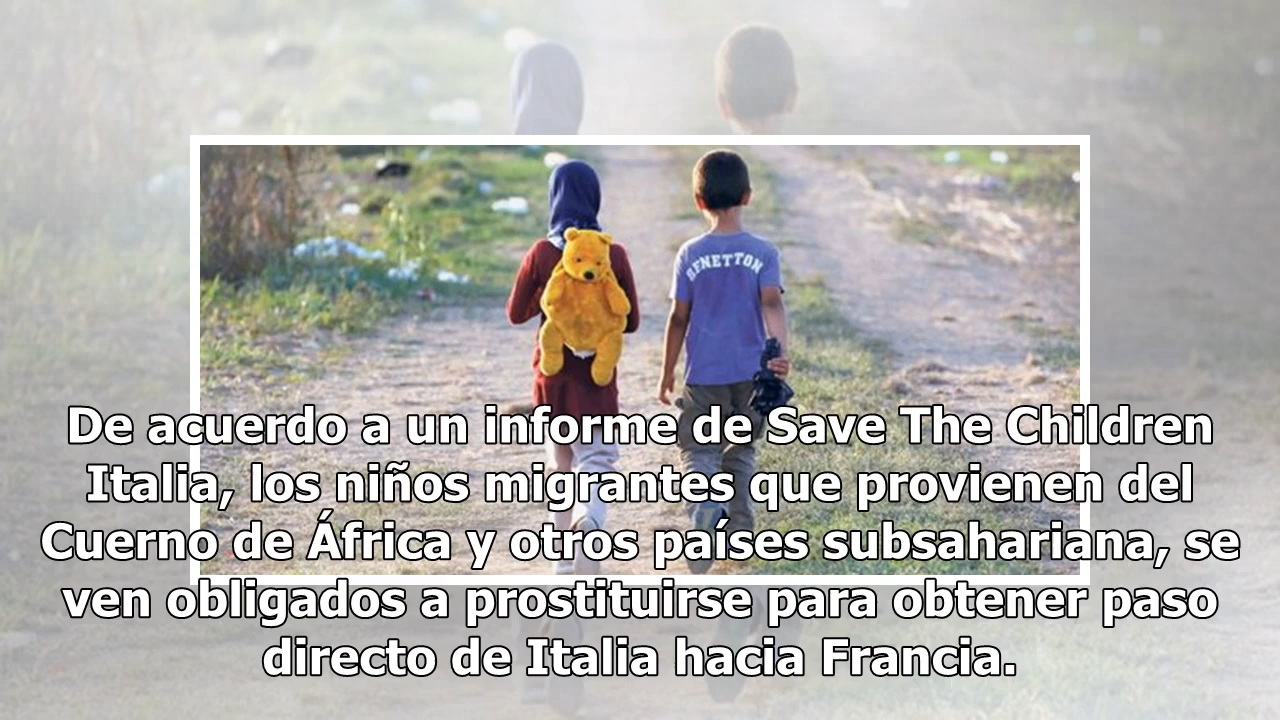 BENETTON
De acuerdo a un informe de Save The Children
Italia, los niños migrantes que provienen del
Cuerno de África y otros países subsahariana, se
ven obligados a prostituirse para obtener paso
directo de Italia hacia Francia.